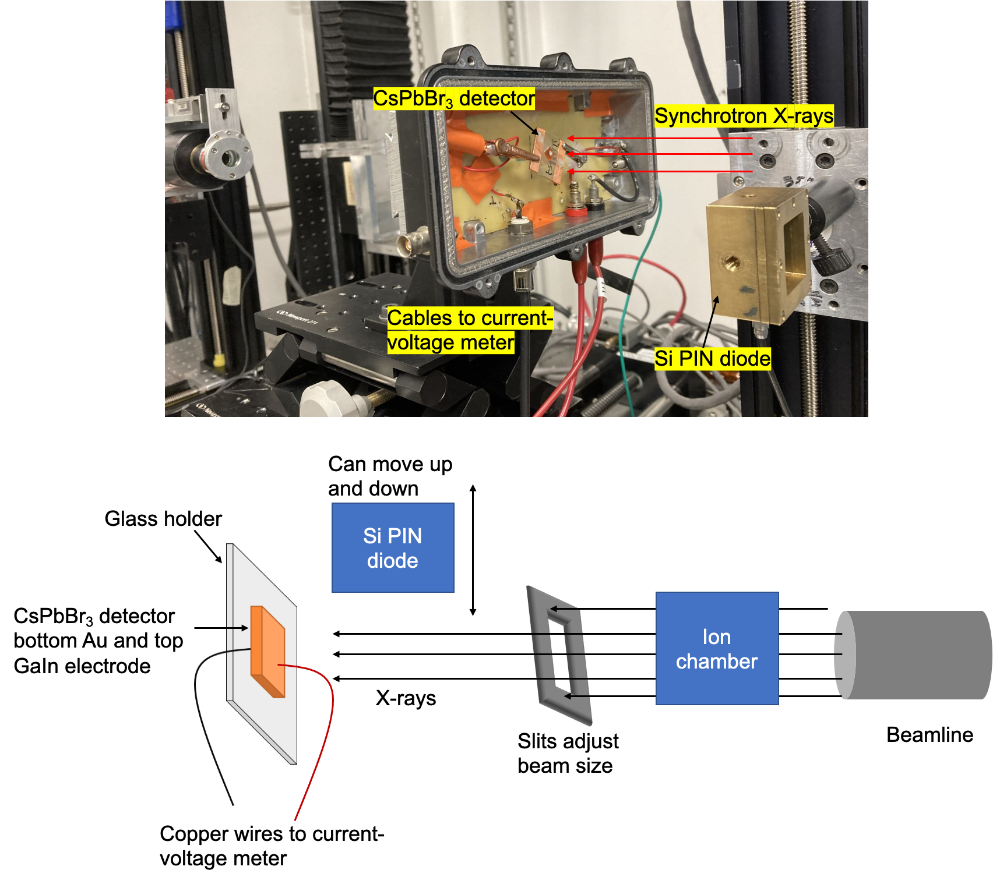 CsPbBr₃ detector
Synchrotron X-rays
Cables to current-
voltage meter
Si PIN diode
Newport 271
Can move up
and down
Glass holder
Si PIN
diode
CsPbBr₃ detector
bottom Au and top
GaIn electrode
Ion
chamber
X-rays
Slits adjust
beam size
Beamline
Copper wires to current-
voltage meter